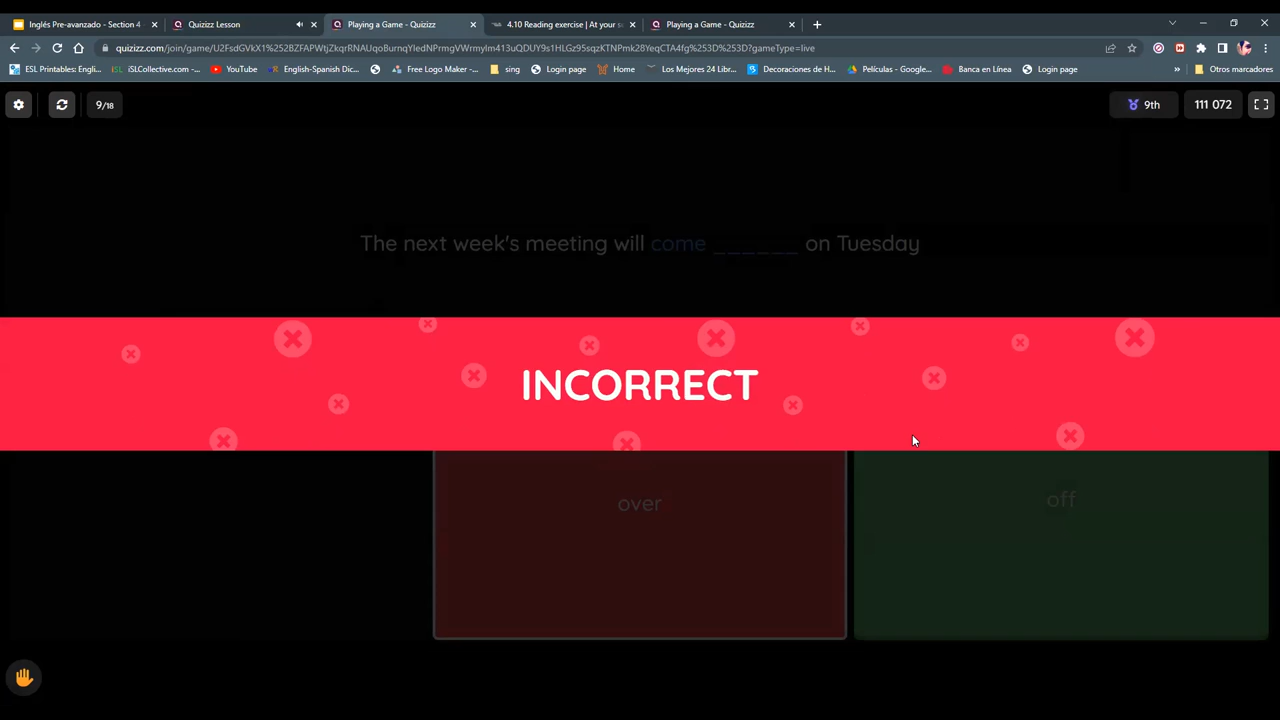 Inglés Pre-avanzado - Section 4
Quizizz Lesson
Playing a Game - Quizizz
4.10 Reading exercise | At your s
Playing a Game - Quizizz
quizizz.com/join/game/U2FsdGVkX1%252BZFAPWtjZkqrRNAUqoBurnqYledNPrmgVWrmylm413uQDUY9s1HLGz95sqzKTNPmk28YeqCTA4fg%253D%253D?gameType=live
ESL Printables: Engli...
iSLCollective.com -...
YouTube
English-Spanish Dic...
Free Logo Maker -...
sing
Login page
Home
Los Mejores 24 Libr...
Decoraciones de H...
Películas - Google...
Banca en Línea
Login page
Otros marcadores
9/18
9th
111 072
The next week's meeting will come ______ on Tuesday
INCORRECT
over
off